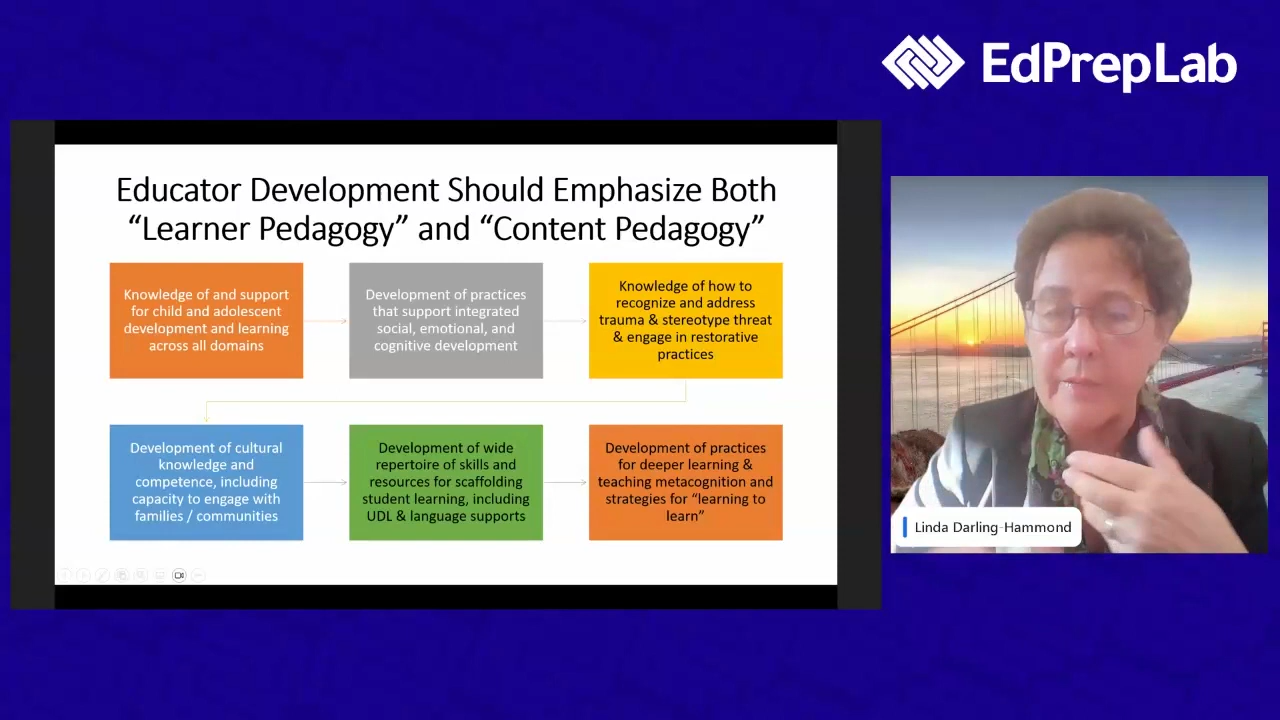 EdPrepLab
Educator Development Should Emphasize Both
“Learner Pedagogy” and “Content Pedagogy”
Knowledge of and support
for child and adolescent
development and learning
across all domains
Development of practices
that support integrated
social, emotional, and
cognitive development
Knowledge of how to
recognize and address
trauma & stereotype threat
& engage in restorative
practices
Development of cultural
knowledge and
competence, including
capacity to engage with
families / communities
Development of wide
repertoire of skills and
resources for scaffolding
student learning, including
UDL & language supports
Development of practices
for deeper learning &
teaching metacognition and
strategies for “learning to
learn”
Linda Darling-Hammond